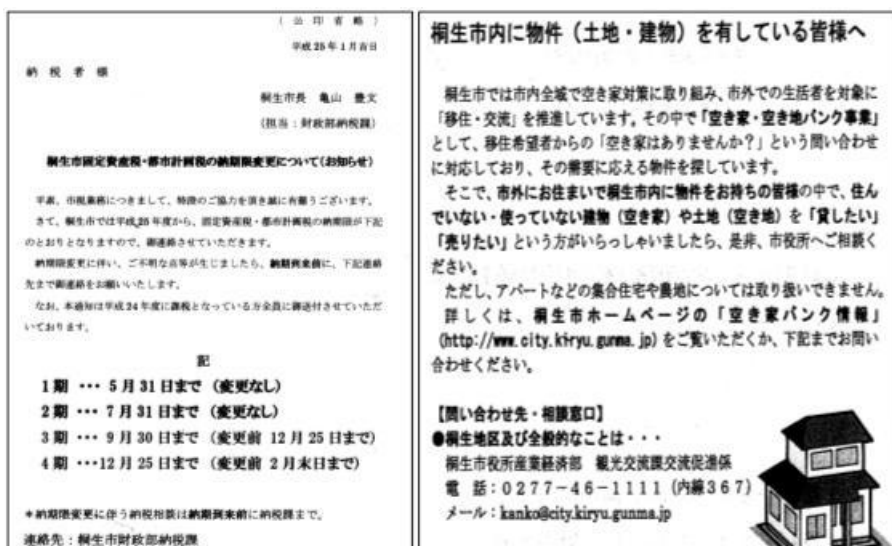 (公印省略)
平成25年1月吉日
納税者様
桐生市長 亀山 豊文
(担当:財政部納税課)
桐生市固定資産税・都市計画税の納期限変更について(お知らせ)
平素、市税業務につきまして、特段のご協力を頂き誠に有難うございます。
さて、桐生市では平成25年度から、固定資産税・都市計画税の納期限が下記
のとおりとなりますので、御連絡させていただきます。
納期限変更に伴い、ご不明な点等が生じましたら、納期到来前に、下記連絡
先まで御連絡をお願いいたします。
なお、本通知は平成24年度に課税となっている方全員に御送付させていただ
いております。
記
1期 ・・・ 5月31日まで (変更なし)
2期 ・・・ 7月31日まで (変更なし)
3期 ・・・ 9月30日まで (変更前 12月25日まで)
4期 ・・・12月25日まで (変更前 2月末日まで)
*納期限変更に伴う納税相談は納期到来前に納税課まで。
連絡先:桐生市財政部納税課
桐生市内に物件(土地・建物)を有している皆様へ
桐生市では市内全域で空き家対策に取り組み、市外での生活者を対象に
「移住・交流」を推進しています。その中で「空き家・空き地バンク事業」
として、移住希望者からの「空き家はありませんか?」という問い合わせ
に対応しており、その需要に応える物件を探しています。
そこで、市外にお住まいで桐生市内に物件をお持ちの皆様の中で、住ん
でいない・使っていない建物(空き家)や土地(空き地)を「貸したい」
「売りたい」という方がいらっしゃいましたら、是非、市役所へご相談く
ださい。
ただし、アパートなどの集合住宅や農地については取り扱いできません。
詳しくは、桐生市ホームページの「空き家バンク情報」
(http://www.city.kiryu.gunma.jp)をご覧いただくか、下記までお問い
合わせください。
【問い合わせ先・相談窓口】
●桐生地区及び全般的なことは・・・
桐生市役所産業経済部 観光交流課交流促進係
電 話:0277-46-1111(内線367)
メール:kanko@city.kiryu.gunma.jp